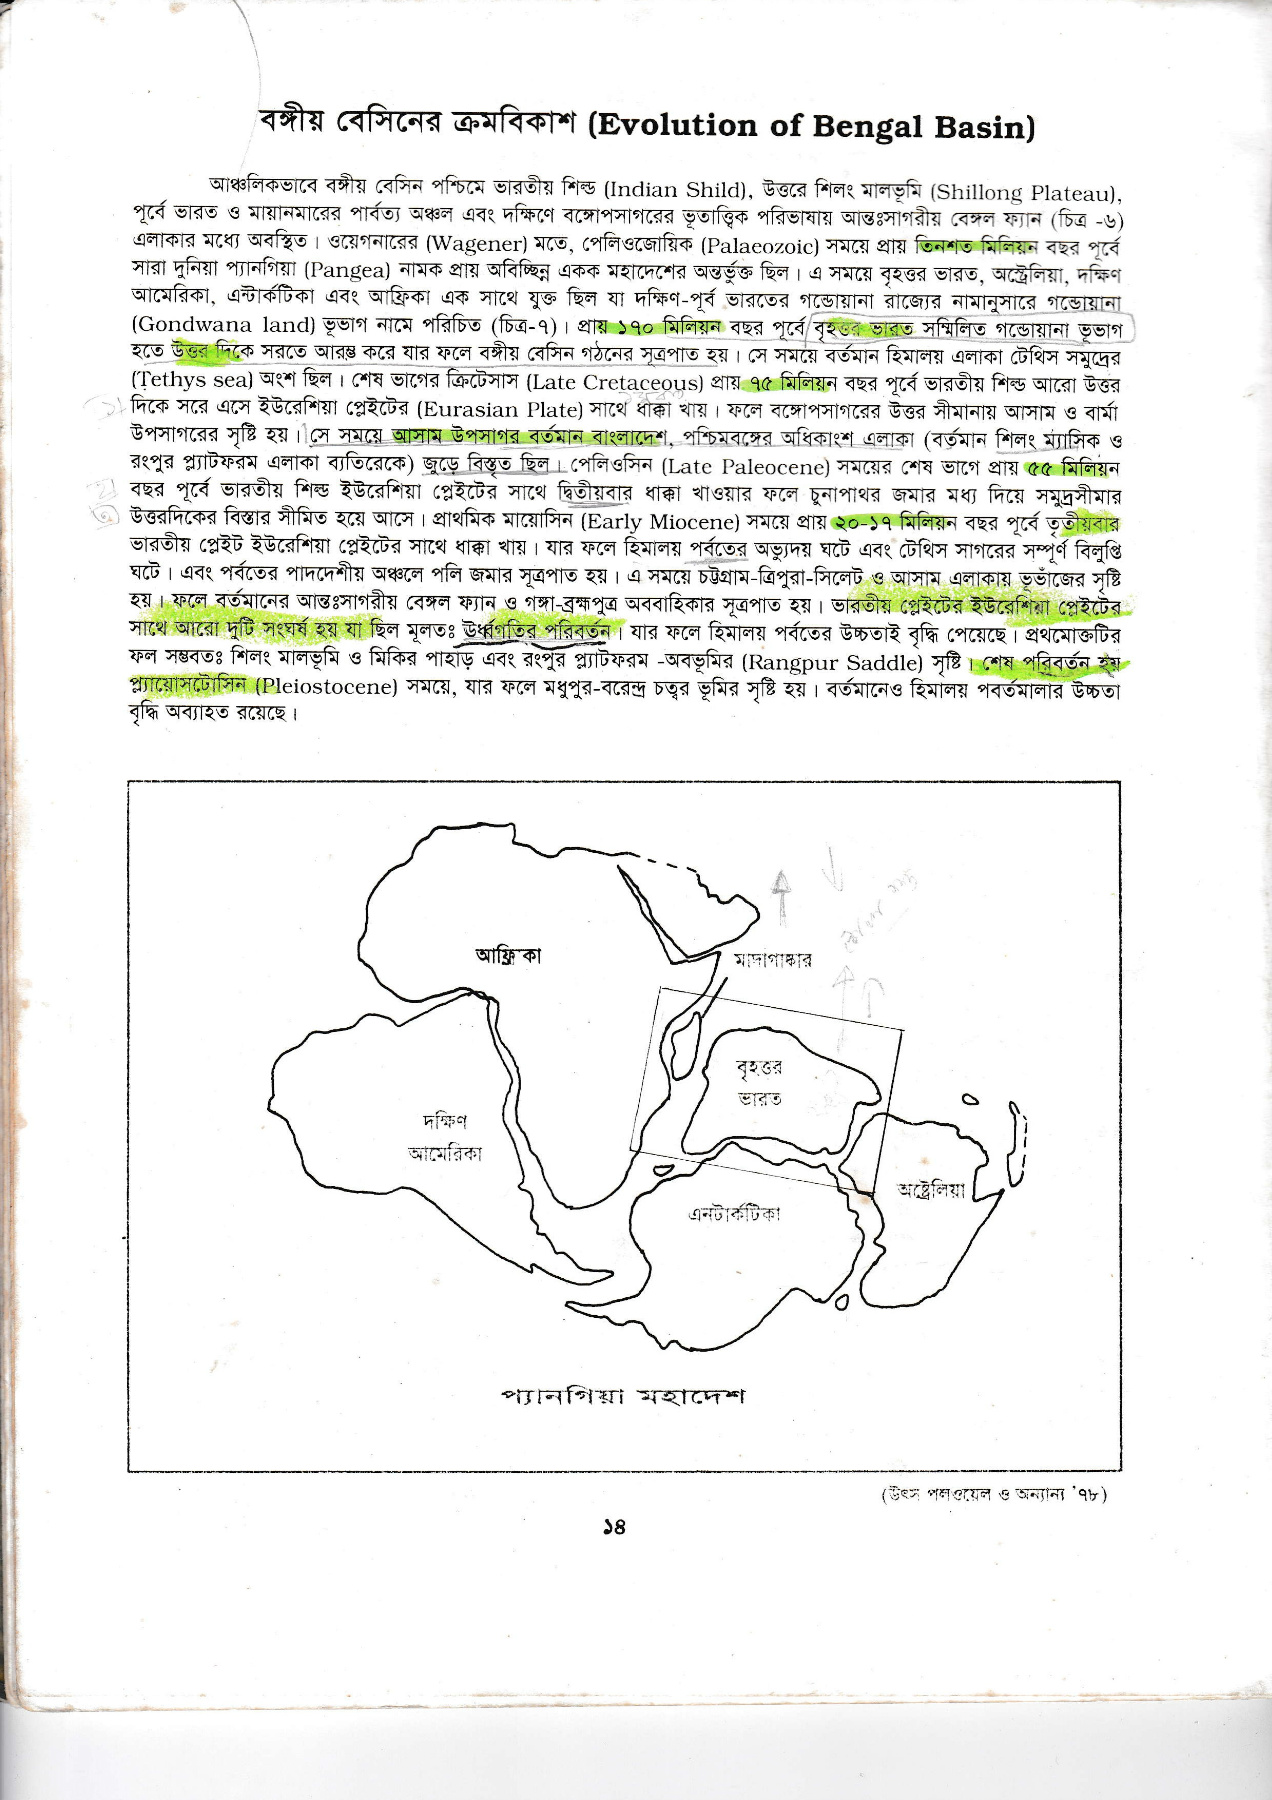 বঙ্গীয় বেসিনের ক্রমবিকাশ (Evolution of Bengal Basin)
আঞ্চলিকভাবে বঙ্গীয় বেসিন পশ্চিমে ভারতীয় শিল্ড (Indian Shild), উত্তরে শিলং মালভূমি (Shillong Plateau),
পূর্বে ভারত ও মায়ানমারের পার্বত্য অঞ্চল এবং দক্ষিণে বঙ্গোপসাগরের ভূতাত্ত্বিক পরিভাষায় আন্তঃসাগরীয় বেঙ্গল ফ্যান (চিত্র -৬)
এলাকার মধ্যে অবস্থিত। ওয়েগনারের (Wagener) মতে, পেলিওজোয়িক (Palaeozoic) সময়ে প্রায় তিনশত মিলিয়ন বছর পূর্বে
সারা দুনিয়া প্যানগিয়া (Pangea) নামক প্রায় অবিচ্ছিন্ন একক মহাদেশের অন্তর্ভুক্ত ছিল। এ সময়ে বৃহত্তর ভারত, অস্ট্রেলিয়া, দক্ষিণ
আমেরিকা, এন্টার্কটিকা এবং আফ্রিকা এক সাথে যুক্ত ছিল যা দক্ষিণ-পূর্ব ভারতের গন্ডোয়ানা রাজ্যের নামানুসারে গন্ডোয়ানা
(Gondwana land) ভূভাগ নামে পরিচিত (চিত্র-৭)। প্রায় ১৭০ মিলিয়ন বছর পূর্বে বৃহত্তর ভারত সম্মিলিত গন্ডোয়ানা ভূভাগ
হতে উত্তর দিকে সরতে আরম্ভ করে যার ফলে বঙ্গীয় বেসিন গঠনের সূত্রপাত হয়। সে সময়ে বর্তমান হিমালয় এলাকা টেথিস সমুদ্রের
(Tethys sea) অংশ ছিল। শেষ ভাগের ক্রিটেসাস (Late Cretaceous) প্রায় ৭৫ মিলিয়ন বছর পূর্বে ভারতীয় শিল্ড আরো উত্তর
দিকে সরে এসে ইউরেশিয়া প্লেইটের (Eurasian Plate) সাথে ধাক্কা খায়। ফলে বঙ্গোপসাগরের উত্তর সীমানায় আসাম ও বার্মা
উপসাগরের সৃষ্টি হয়। সে সময়ে আসাম উপসাগর বর্তমান বাংলাদেশ, পশ্চিমবঙ্গের অধিকাংশ এলাকা (বর্তমান শিলং ম্যাসিক ও
রংপুর প্ল্যাটফরম এলাকা ব্যতিরেকে) জুড়ে বিস্তৃত ছিল। পেলিওসিন (Late Paleocene) সময়ের শেষ ভাগে প্রায় ৫৫ মিলিয়ন
বছর পূর্বে ভারতীয় শিল্ড ইউরেশিয়া প্লেইটের সাথে দ্বিতীয়বার ধাক্কা খাওয়ার ফলে চুনাপাথর জমার মধ্য দিয়ে সমুদ্রসীমার
উত্তরদিকের বিস্তার সীমিত হয়ে আসে। প্রাথমিক মায়োসিন (Early Miocene) সময়ে প্রায় ২০-১৭ মিলিয়ন বছর পূর্বে তৃতীয়বার
ভারতীয় প্লেইট ইউরেশিয়া প্লেইটের সাথে ধাক্কা খায়। যার ফলে হিমালয় পর্বতের অভ্যুদয় ঘটে এবং টেথিস সাগরের সম্পূর্ণ বিলুপ্তি
ঘটে। এবং পর্বতের পাদদেশীয় অঞ্চলে পলি জমার সূত্রপাত হয়। এ সময়ে চট্টগ্রাম-ত্রিপুরা-সিলেট ও আসাম এলাকায় ভূভাঁজের সৃষ্টি
হয়। ফলে বর্তমানের আন্তঃসাগরীয় বেঙ্গল ফ্যান ও গঙ্গা-ব্রহ্মপুত্র অববাহিকার সূত্রপাত হয়। ভারতীয় প্লেইটের ইউরেশিয়া প্লেইটের
সাথে আরো দুটি সংঘর্ষ হয় যা ছিল মূলতঃ ঊর্ধ্বগতির পরিবর্তন। যার ফলে হিমালয় পর্বতের উচ্চতাই বৃদ্ধি পেয়েছে। প্রথমোক্তটির
ফল সম্ভবতঃ শিলং মালভূমি ও মিকির পাহাড় এবং রংপুর প্ল্যাটফরম -অবভূমির (Rangpur Saddle) সৃষ্টি। শেষ পরিবর্তন হয়
প্লায়োসটোসিন (Pleiostocene) সময়ে, যার ফলে মধুপুর-বরেন্দ্র চত্বর ভূমির সৃষ্টি হয়। বর্তমানেও হিমালয় পবর্তমালার উচ্চতা
বৃদ্ধি অব্যাহত রয়েছে।
আফ্রিকা
মাদাগাস্কার
বৃহত্তর
ভারত
দক্ষিণ
আমেরিকা
অষ্ট্রেলিয়া
এনটার্কটিকা
প্যানগিয়া মহাদেশ
(উৎস পলওয়েল ও অন্যান্য '৭৮)
১৪